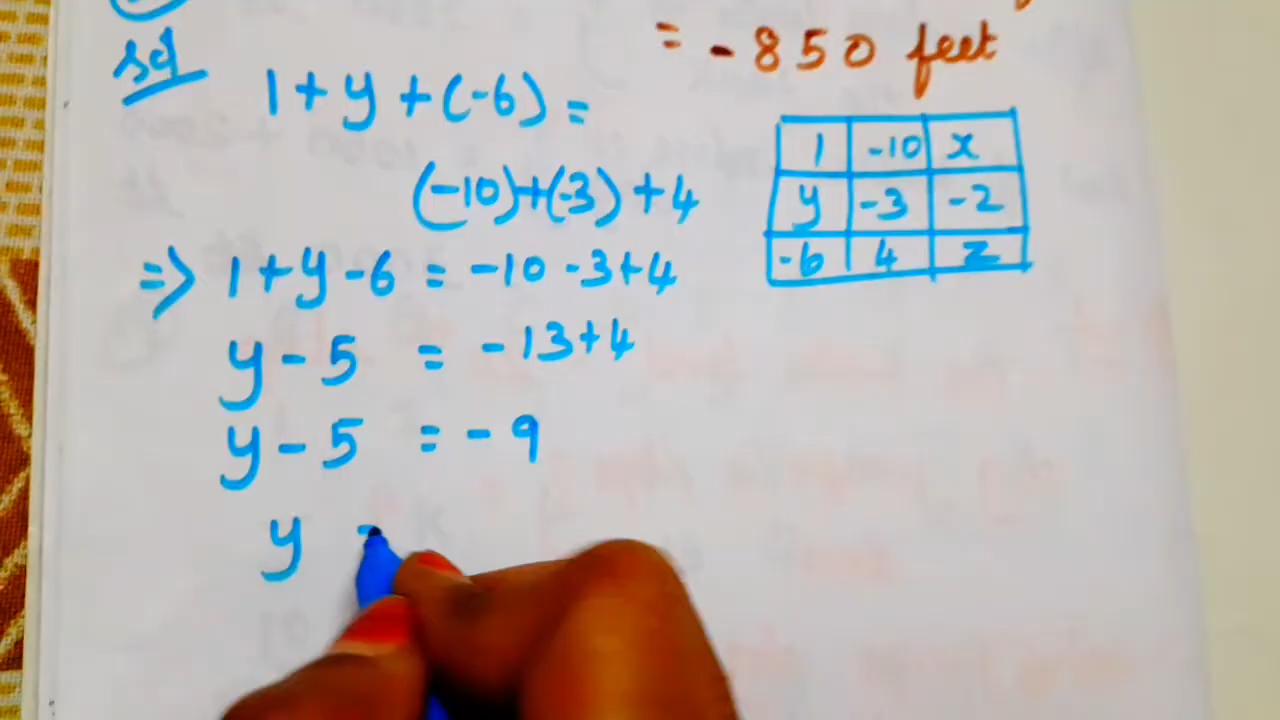 = -850 feet
sol
1 + y + (-6) =
(-10)+(-3) + 4
1 -10 x
y -3 -2
-6 4 z
=> 1 + y - 6 = -10 -3+4
y - 5 = -13+4
y - 5 = -9
y =